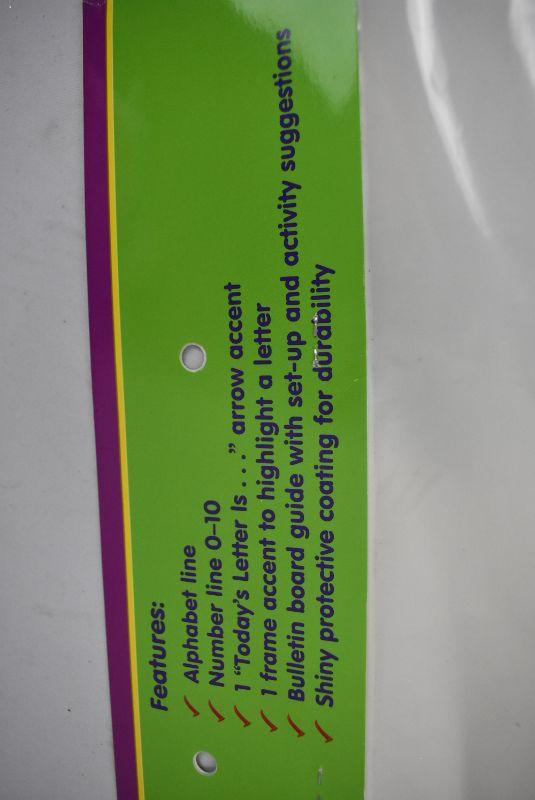 Features:
Alphabet line
Number line 0–10
1 “Today's Letter Is . . .” arrow accent
1 frame accent to highlight a letter
Bulletin board guide with set-up and activity suggestions
Shiny protective coating for durability